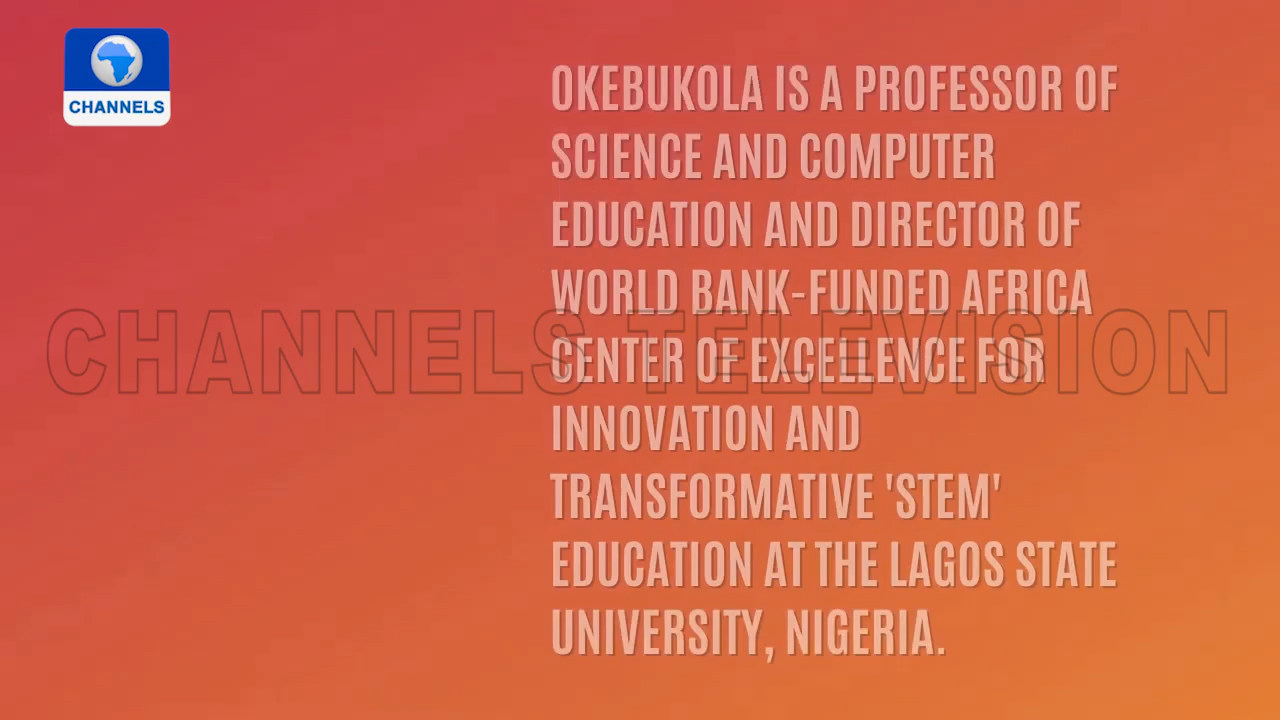 CHANNELS
OKEBUKOLA IS A PROFESSOR OF
SCIENCE AND COMPUTER
EDUCATION AND DIRECTOR OF
WORLD BANK-FUNDED AFRICA
CENTER OF EXCELLENCE FOR
INNOVATION AND
TRANSFORMATIVE 'STEM'
EDUCATION AT THE LAGOS STATE
UNIVERSITY, NIGERIA.
CHANNELS TELEVISION